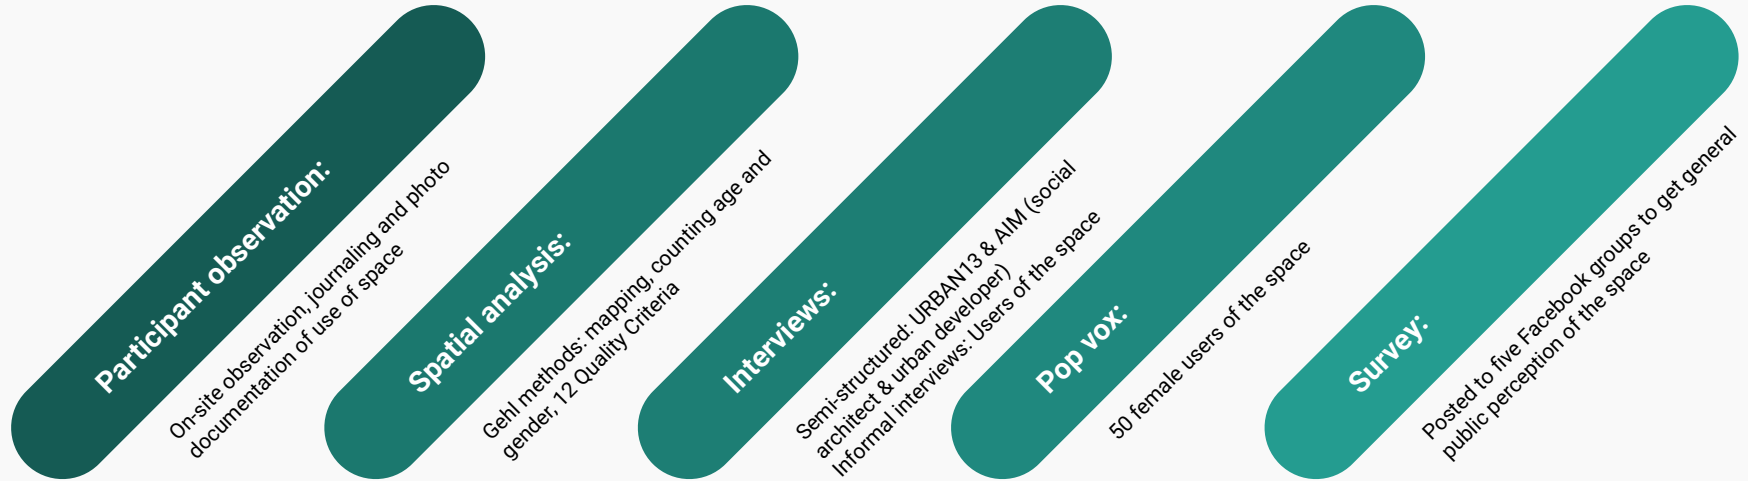 Participant observation:
On-site observation, journaling and photo
documentation of use of space
Spatial analysis:
Gehl methods: mapping, counting age and
gender, 12 Quality Criteria
Interviews:
Semi-structured: URBAN13 & AIM (social
architect & urban developer)
Informal interviews: Users of the space
Pop vox:
50 female users of the space
Survey:
Posted to five Facebook groups to get general
public perception of the space